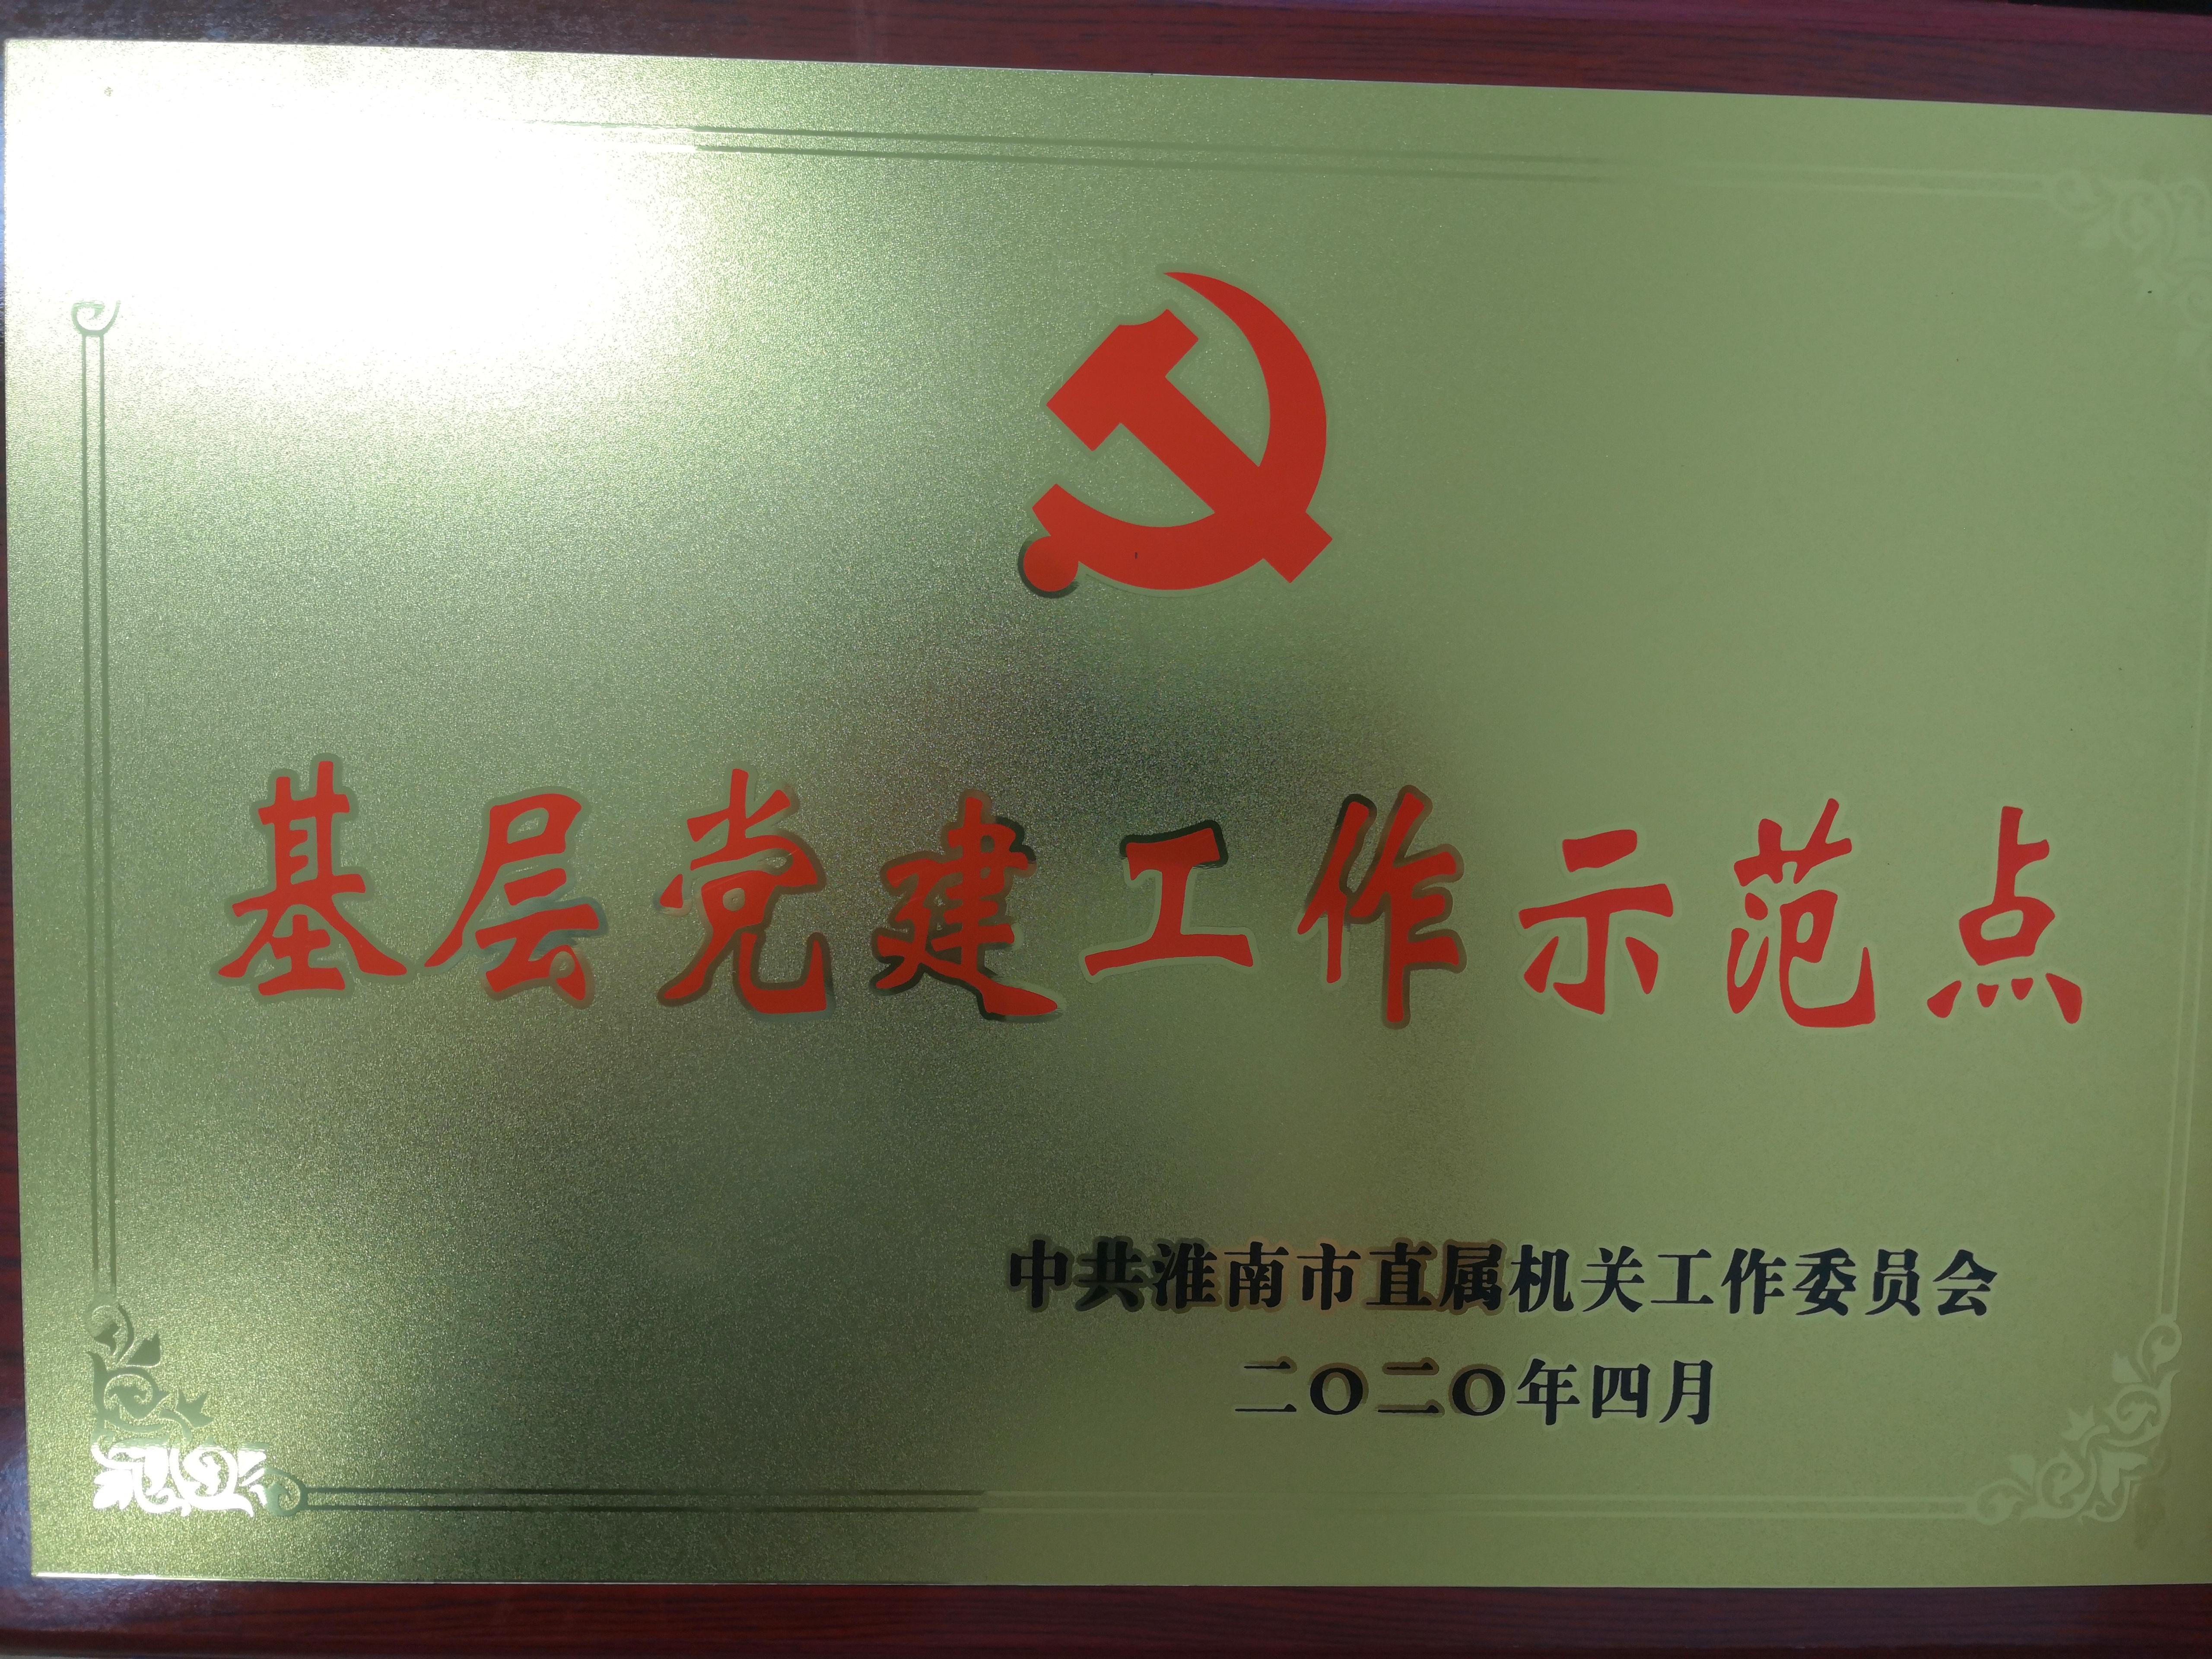 基层党建工作示范点
中共淮南市直属机关工作委员会
二〇二〇年四月